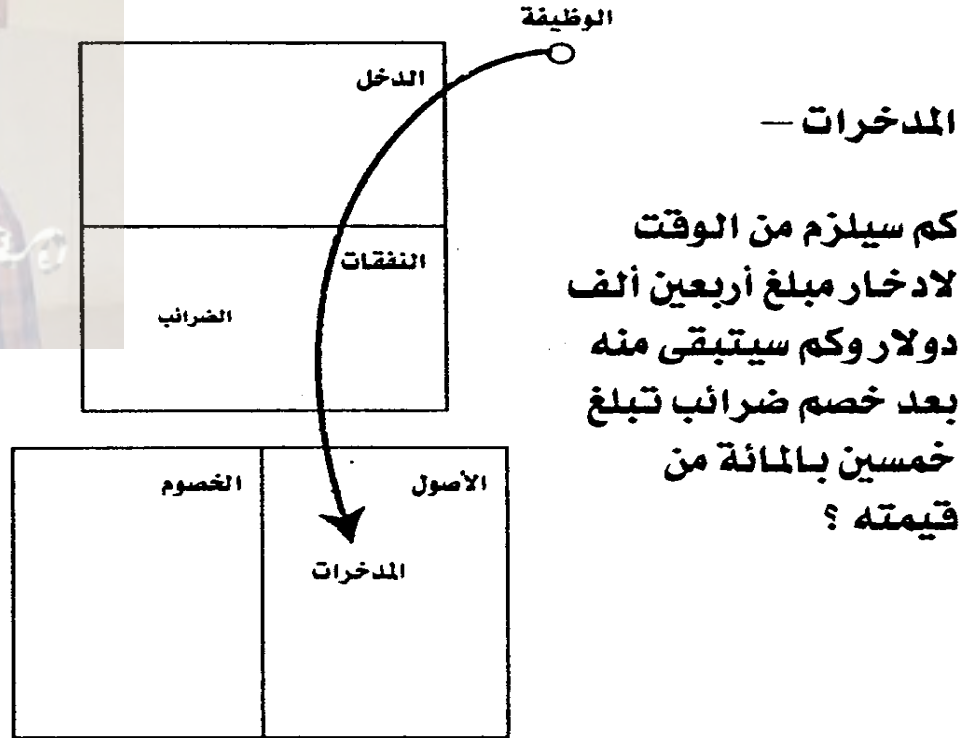 الوظيفة
الدخل
النفقات
الضرائب
الأصول
الخصوم
المدخرات
المدخرات –
كم سيلزم من الوقت
لادخار مبلغ أربعين ألف
دولار وكم سيتبقى منه
بعد خصم ضرائب تبلغ
خمسين بالمائة من
قيمته ؟